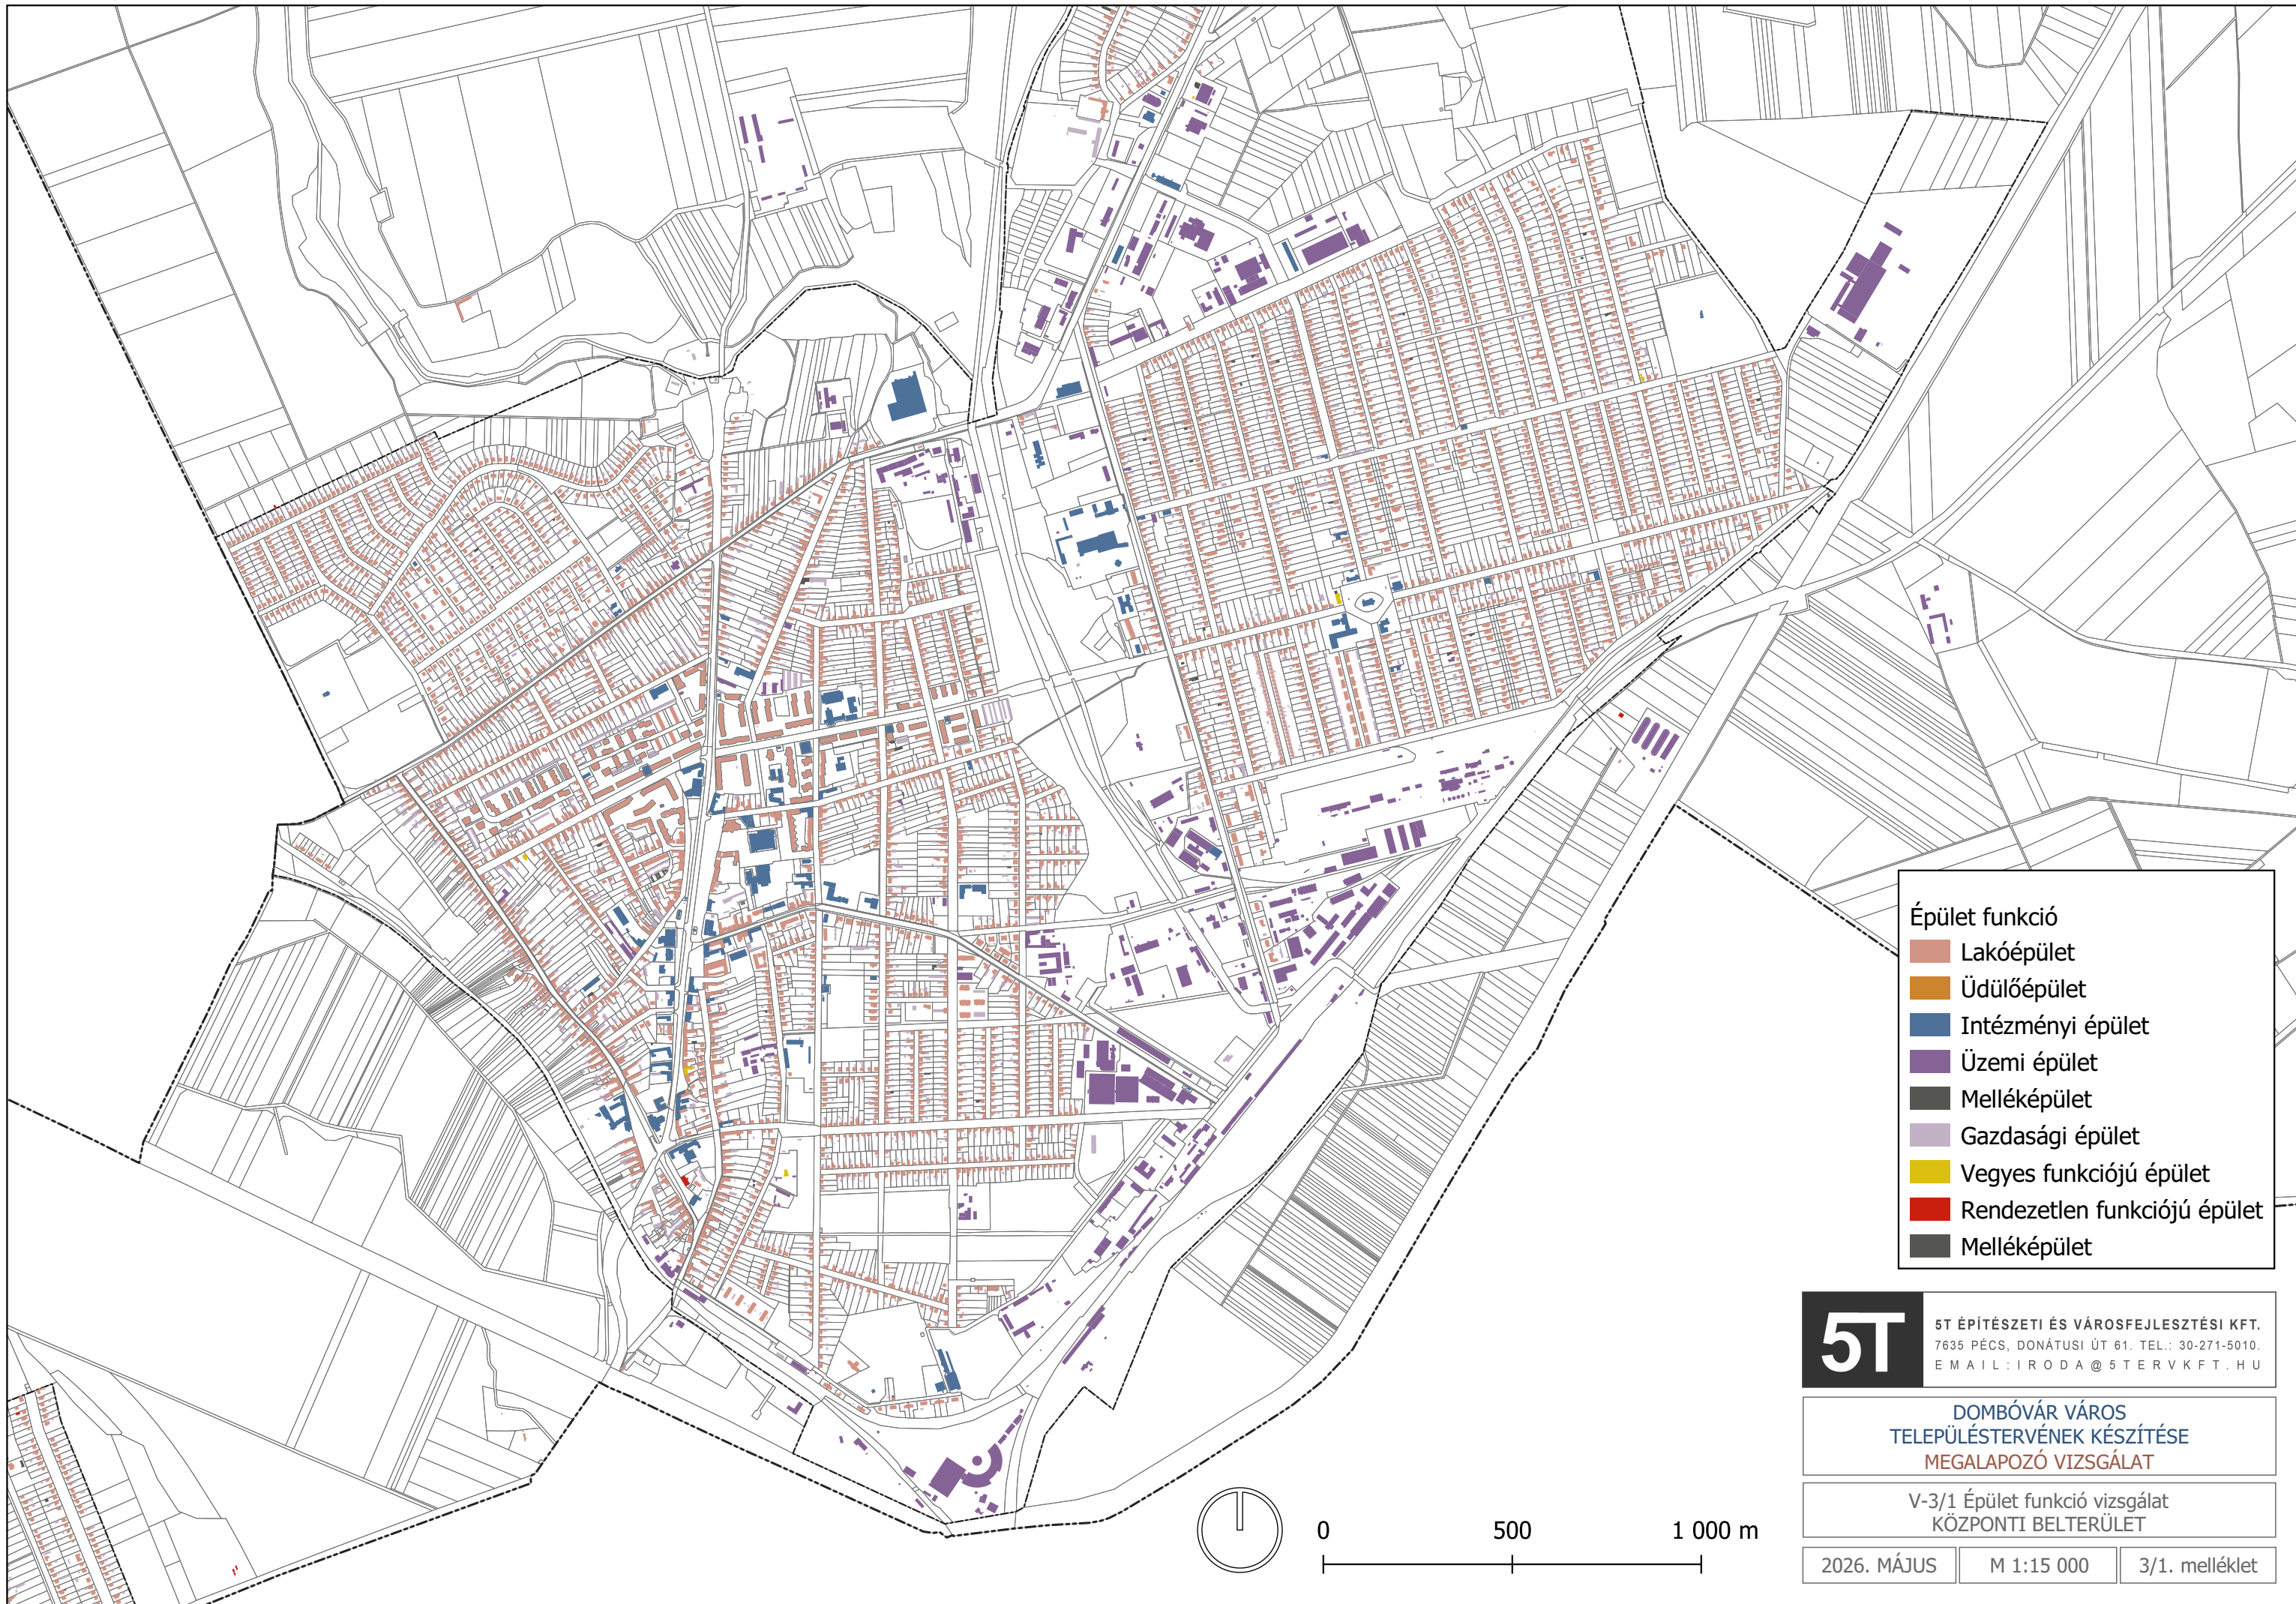 Épület funkció
Lakóépület
Üdülőépület
Intézményi épület
Üzemi épület
Melléképület
Gazdasági épület
Vegyes funkciójú épület
Rendezetlen funkciójú épület
Melléképület
5T
5T ÉPÍTÉSZETI ÉS VÁROSFEJLESZTÉSI KFT.
7635 PÉCS, DONÁTUSI ÚT 61. TEL.: 30-271-5010.
EMAIL:IRODA@5TERVKFT.HU
DOMBÓVÁR VÁROS
TELEPÜLÉSTERVÉNEK KÉSZÍTÉSE
MEGALAPOZÓ VIZSGÁLAT
V-3/1 Épület funkció vizsgálat
KÖZPONTI BELTERÜLET
0 500 1 000 m
2026. MÁJUS M 1:15 000 3/1. melléklet